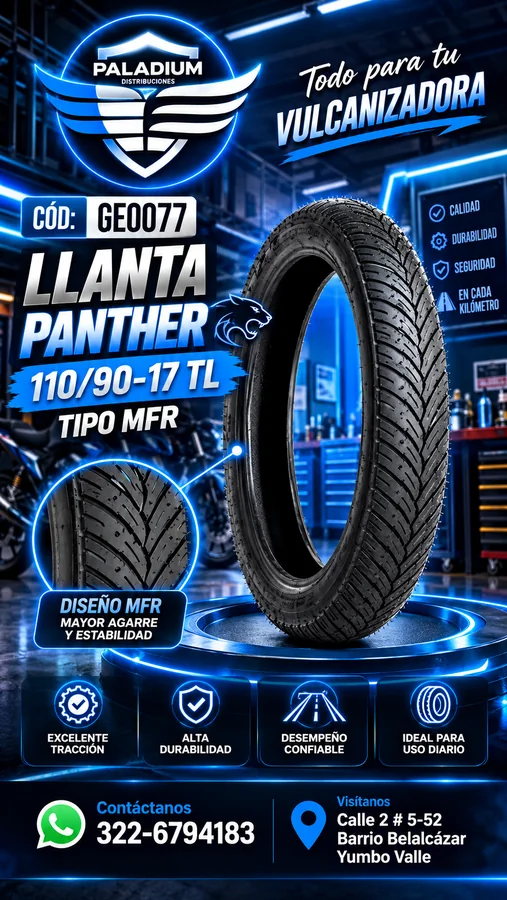 PALADIUM
DISTRIBUCIONES
Todo para tu
VULCANIZADORA
CÓD: GE0077
LLANTA
PANTHER
110/90-17 TL
TIPO MFR
CALIDAD
DURABILIDAD
SEGURIDAD
EN CADA
KILÓMETRO
DISEÑO MFR
MAYOR AGARRE
Y ESTABILIDAD
EXCELENTE
TRACCIÓN
ALTA
DURABILIDAD
DESEMPEÑO
CONFIABLE
IDEAL PARA
USO DIARIO
Contáctanos
322-6794183
Visítanos
Calle 2 # 5-52
Barrio Belalcázar
Yumbo Valle